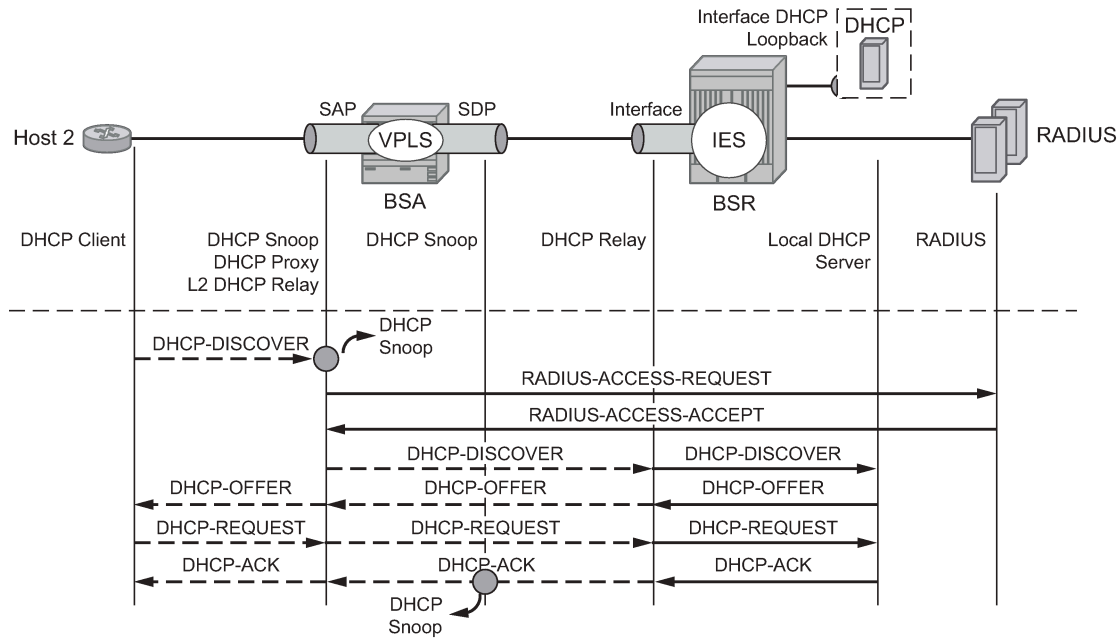 Interface DHCP
Loopback
DHCP
SAP
SDP
Interface
Host 2
VPLS
IES
RADIUS
BSA
BSR
DHCP Client
DHCP Snoop
DHCP Proxy
L2 DHCP Relay
DHCP Snoop
DHCP Relay
Local DHCP
Server
RADIUS
DHCP-DISCOVER
DHCP
Snoop
RADIUS-ACCESS-REQUEST
RADIUS-ACCESS-ACCEPT
DHCP-DISCOVER
DHCP-DISCOVER
DHCP-OFFER
DHCP-OFFER
DHCP-OFFER
DHCP-REQUEST
DHCP-REQUEST
DHCP-REQUEST
DHCP-ACK
DHCP-ACK
DHCP-ACK
DHCP
Snoop